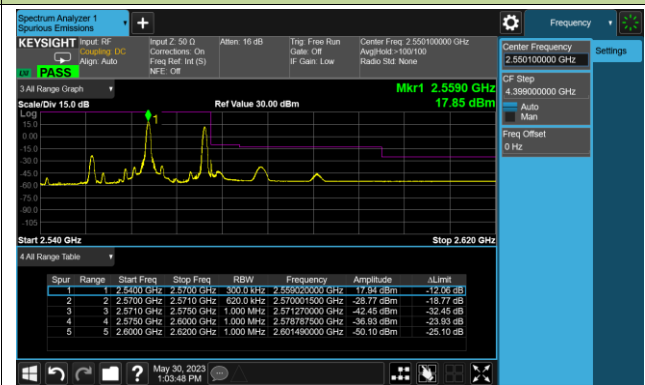 Spectrum Analyzer 1
Spurious Emissions
Frequency
KEYSIGHT
Input: RF
Coupling: DC
Align: Auto
Input Z: 50 Ω
Corrections: On
Freq Ref: Int (S)
NFE: Off
Atten: 16 dB
Trig: Free Run
Gate: Off
IF Gain: Low
Center Freq: 2.550100000 GHz
Avg|Hold:>100/100
Radio Std: None
PASS
Center Frequency
2.550100000 GHz
Settings
CF Step
4.399000000 GHz
Auto
Man
Freq Offset
0 Hz
3 All Range Graph
Scale/Div 15.0 dB
Ref Value 30.00 dBm
Mkr1 2.5590 GHz
17.85 dBm
Log
15.0
0.00
-15.0
-30.0
-45.0
-60.0
-75.0
-90.0
-105
1
Start 2.540 GHz
Stop 2.620 GHz
4 All Range Table
Spur Range Start Freq Stop Freq RBW Frequency Amplitude ΔLimit
1 1 2.5400 GHz 2.5700 GHz 300.0 kHz 2.559020000 GHz 17.94 dBm -12.06 dB
2 2 2.5700 GHz 2.5710 GHz 620.0 kHz 2.570001500 GHz -28.77 dBm -18.77 dB
3 3 2.5710 GHz 2.5750 GHz 1.000 MHz 2.571270000 GHz -42.45 dBm -32.45 dB
4 4 2.5750 GHz 2.6000 GHz 1.000 MHz 2.578787500 GHz -36.93 dBm -23.93 dB
5 5 2.6000 GHz 2.6200 GHz 1.000 MHz 2.601490000 GHz -50.10 dBm -25.10 dB
May 30, 2023
1:03:48 PM